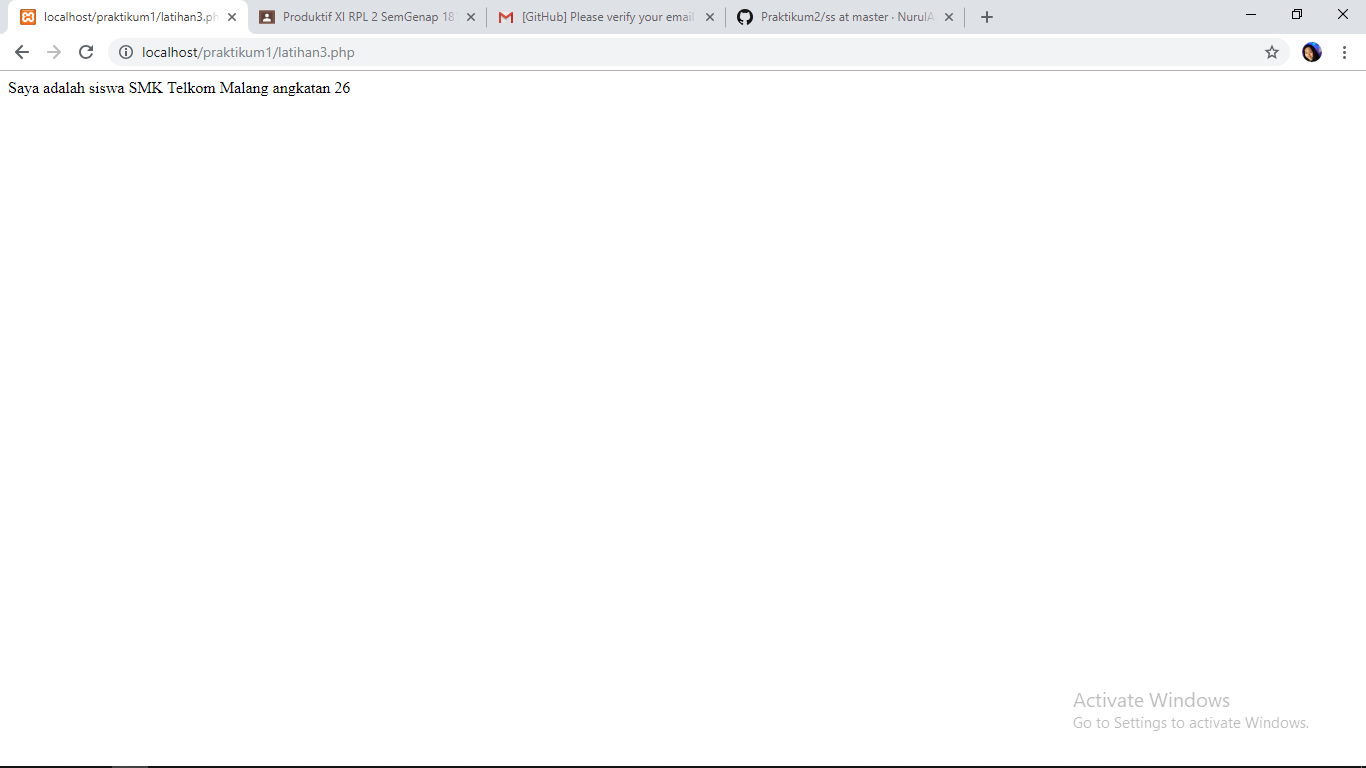 localhost/praktikum1/latihan3.ph
Produktif XI RPL 2 SemGenap 18
[GitHub] Please verify your email
Praktikum2/ss at master · NurulA
localhost/praktikum1/latihan3.php
Saya adalah siswa SMK Telkom Malang angkatan 26
Activate Windows
Go to Settings to activate Windows.